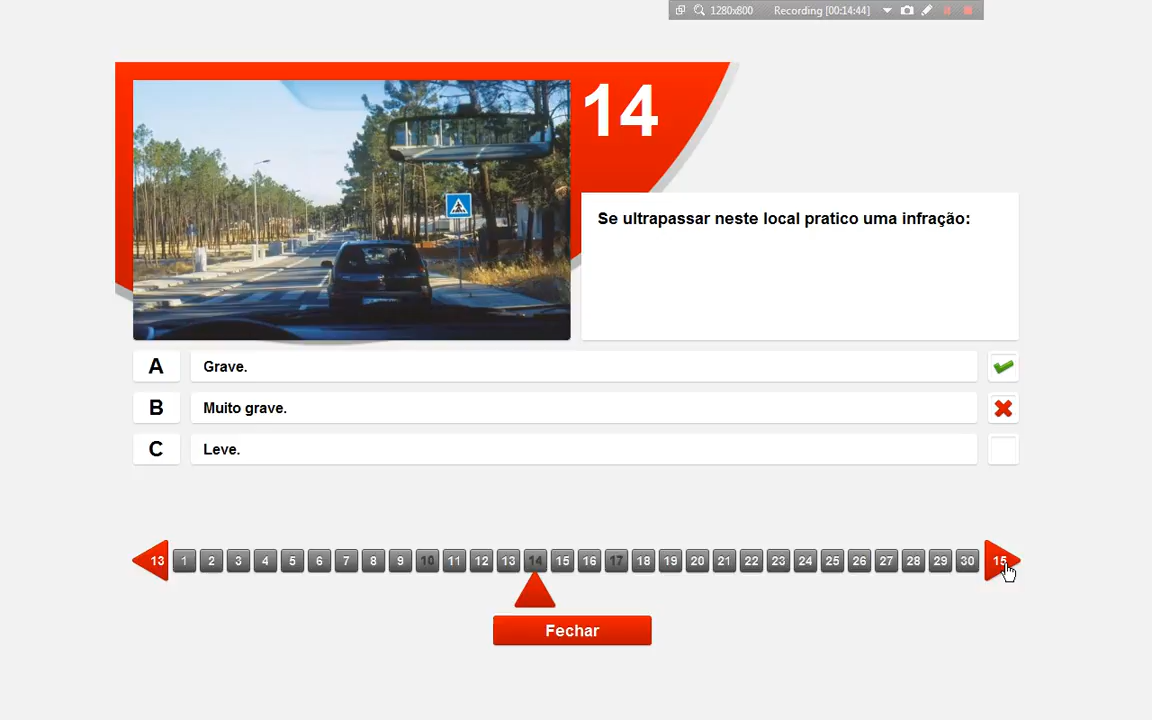 1280x800 Recording [00:14:44]
14
Se ultrapassar neste local pratico uma infração:
A Grave.
B Muito grave.
C Leve.
13 1 2 3 4 5 6 7 8 9 10 11 12 13 14 15 16 17 18 19 20 21 22 23 24 25 26 27 28 29 30 15
Fechar